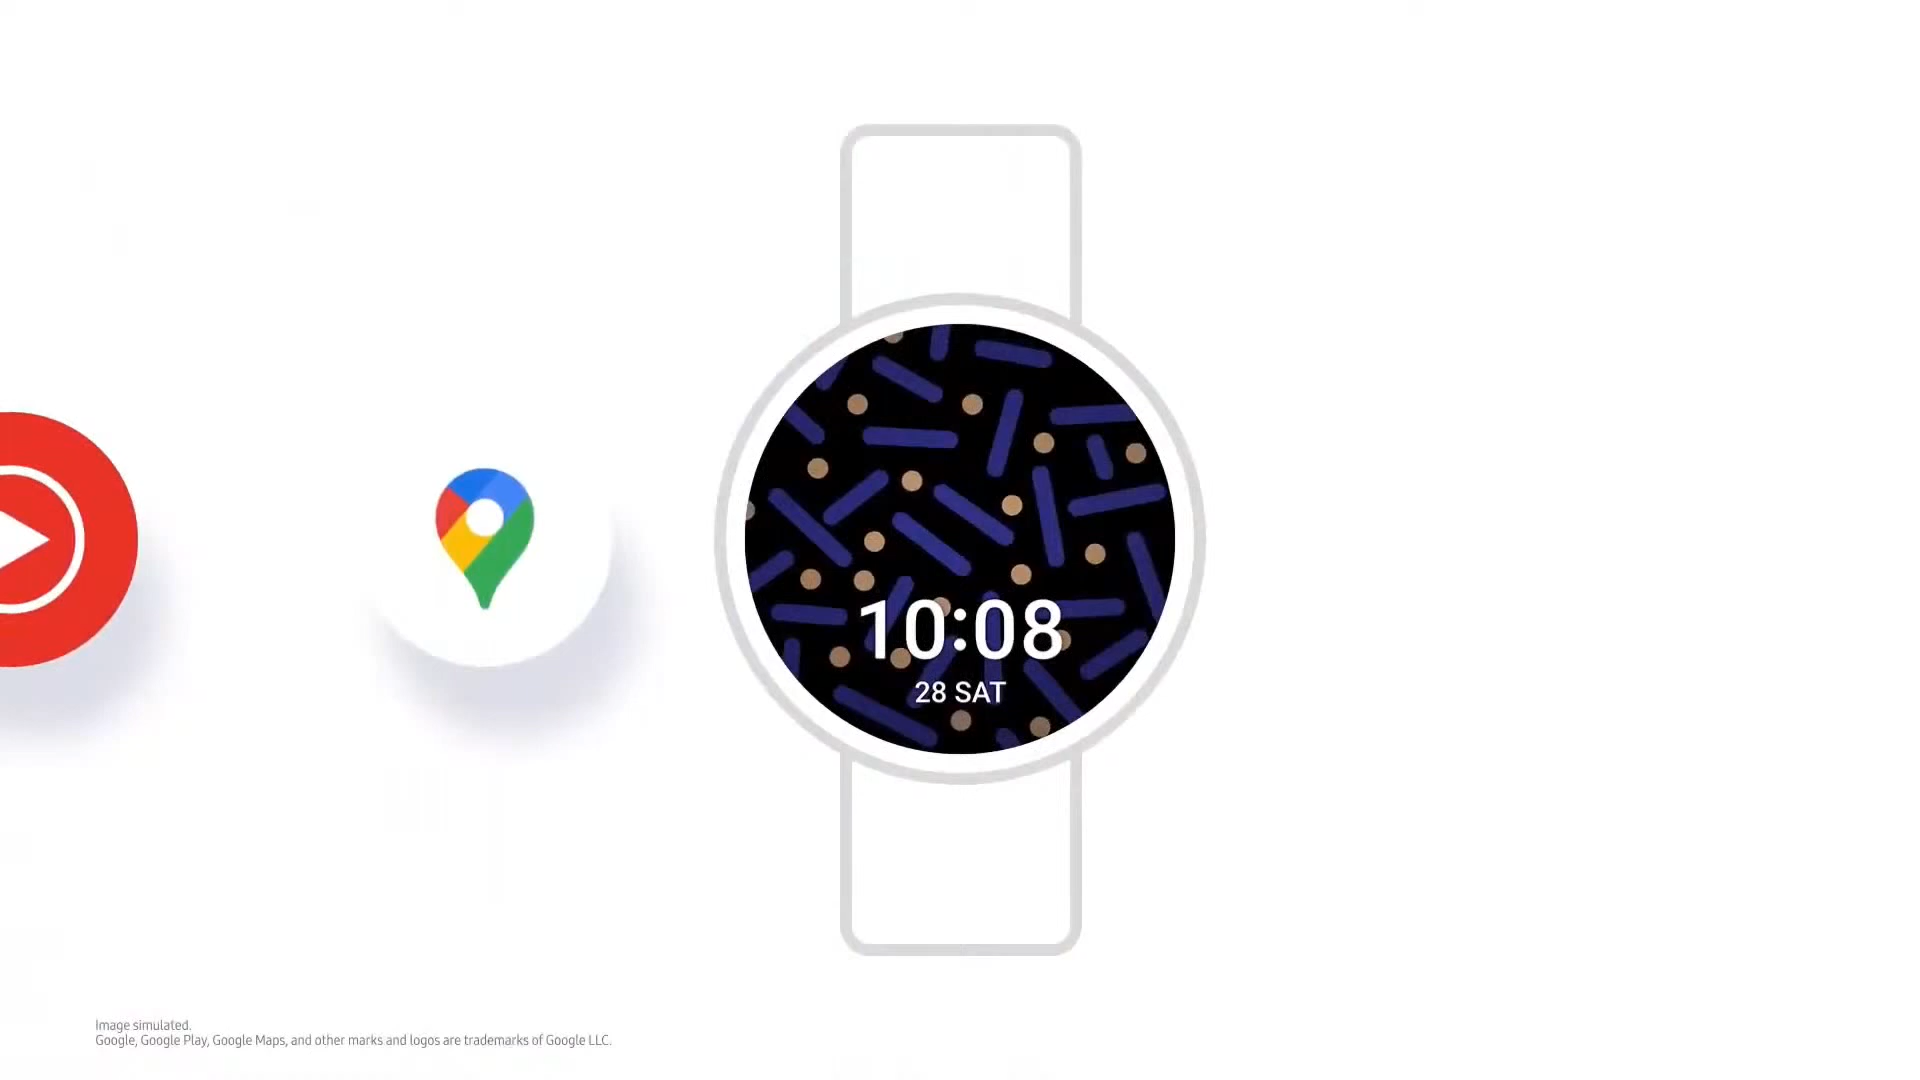 10:08
28 SAT
Image simulated.
Google, Google Play, Google Maps, and other marks and logos are trademarks of Google LLC.